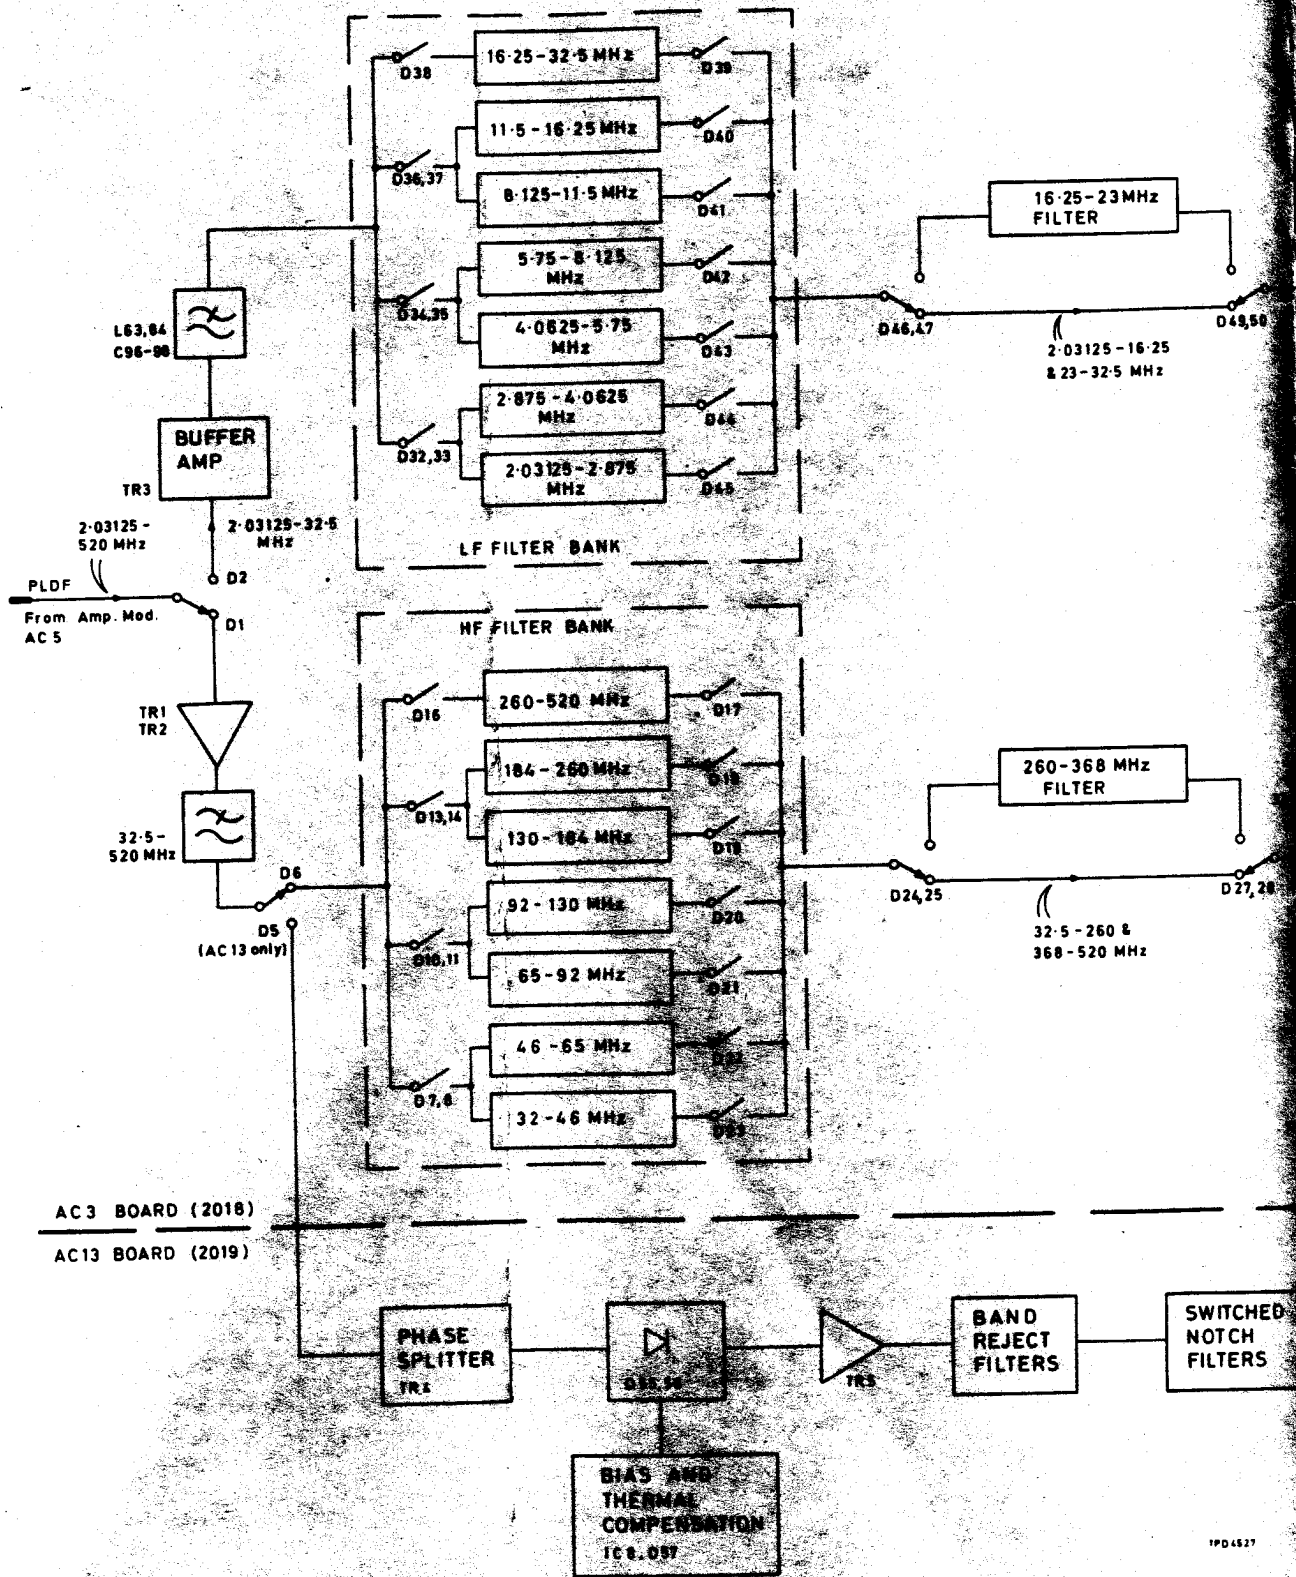 16·25-32·5 MHz
D38
D39
11·5-16·25 MHz
D40
D36,37
8·125-11·5 MHz
D41
5·75-8·125
MHz
D42
D34,35
4·0625-5·75
MHz
D43
2·875-4·0625
MHz
D44
D32,33
2·03125-2·875
MHz
D45
LF FILTER BANK
16·25-23MHz
FILTER
D46,47
D49,50
2·03125-16·25
& 23-32·5 MHz
L63,64
C96-98
BUFFER
AMP
TR3
2·03125-
520 MHz
2·03125-32·5
MHz
PLDF
From Amp. Mod.
AC 5
D2
D1
TR1
TR2
32·5-
520 MHz
D6
D5
(AC 13 only)
HF FILTER BANK
260-520 MHz
D16
D17
184-260 MHz
D13,14
130-184 MHz
D19
92-130 MHz
D20
D10,11
65-92 MHz
D21
46-65 MHz
D22
D7,8
32-46 MHz
D23
260-368 MHz
FILTER
D24,25
D27,28
32·5-260 &
368-520 MHz
AC3 BOARD (2018)
AC13 BOARD (2019)
PHASE
SPLITTER
TR5
BAND
REJECT
FILTERS
SWITCHED
NOTCH
FILTERS
BIAS AND
THERMAL
COMPENSATION
TPD4527